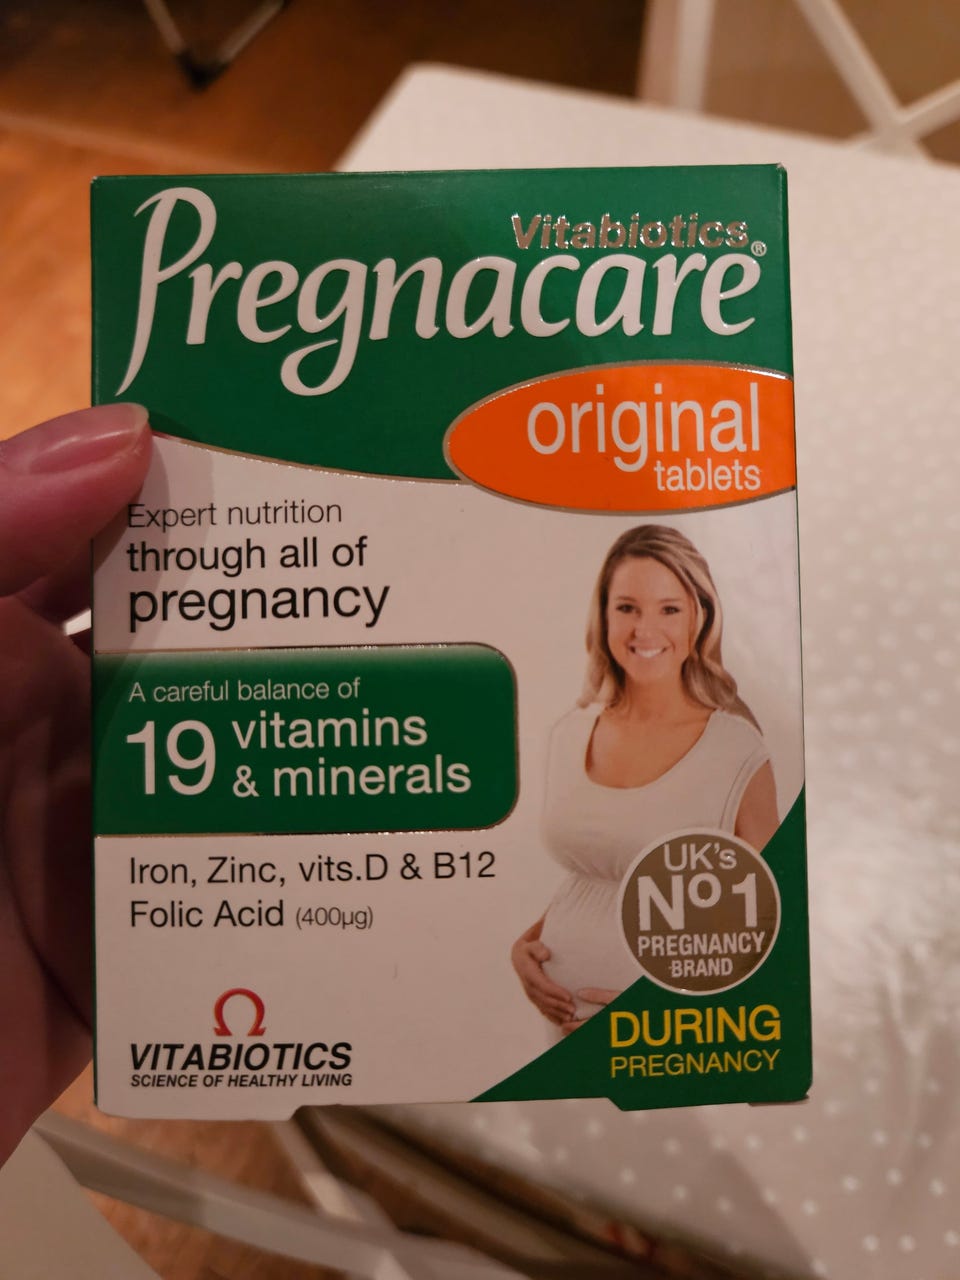 Vitabiotics
Pregnacare®
original
tablets
Expert nutrition
through all of
pregnancy
A careful balance of
19 vitamins
& minerals
Iron, Zinc, vits.D & B12
Folic Acid (400µg)
UK's
Nº1
PREGNANCY
BRAND
DURING
PREGNANCY
VITABIOTICS
SCIENCE OF HEALTHY LIVING